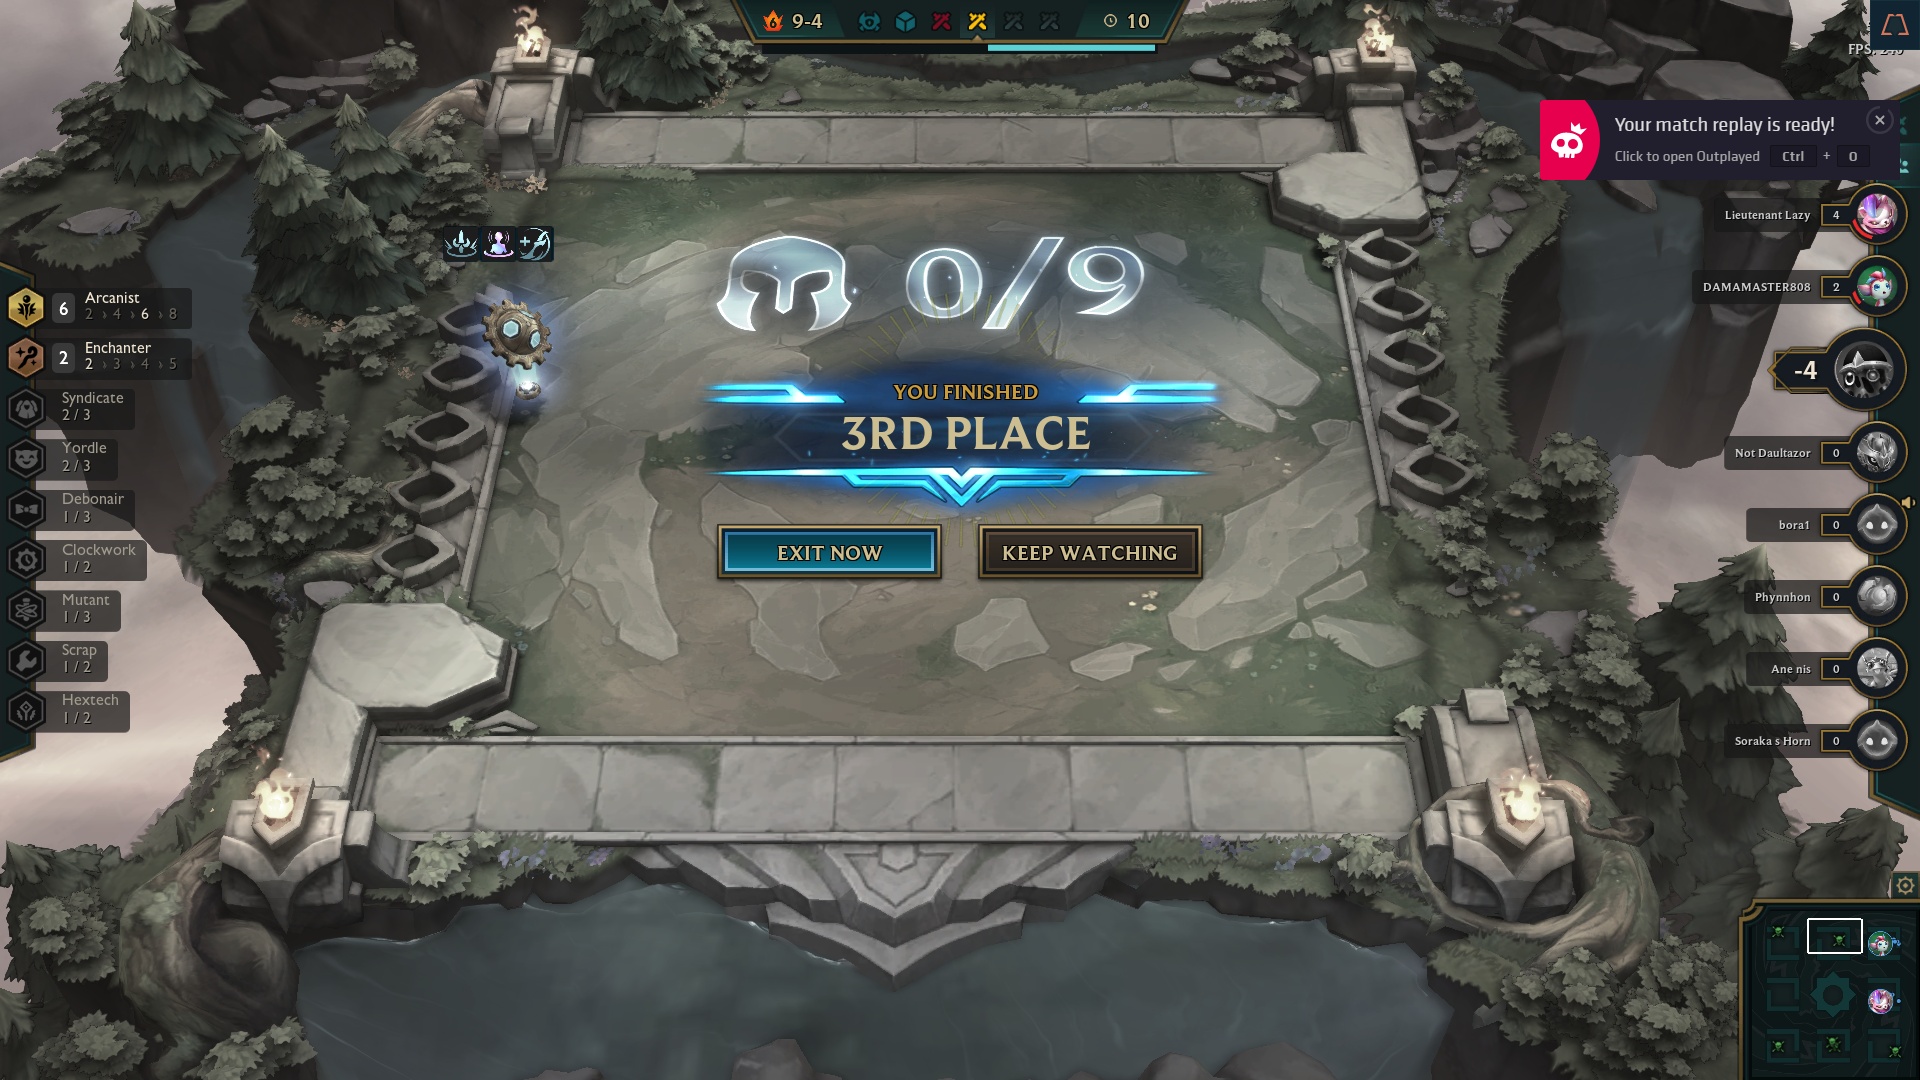 9-4
10
FPS: 240
Your match replay is ready!
Click to open Outplayed Ctrl + O
Lieutenant Lazy 4
DAMAMASTER808 2
-4
Not Daultazor 0
bora1 0
Phynnhon 0
Ane nis 0
Soraka s Horn 0
6 Arcanist
2 › 4 › 6 › 8
2 Enchanter
2 › 3 › 4 › 5
Syndicate
2 / 3
Yordle
2 / 3
Debonair
1 / 3
Clockwork
1 / 2
Mutant
1 / 3
Scrap
1 / 2
Hextech
1 / 2
0/9
YOU FINISHED
3RD PLACE
EXIT NOW
KEEP WATCHING